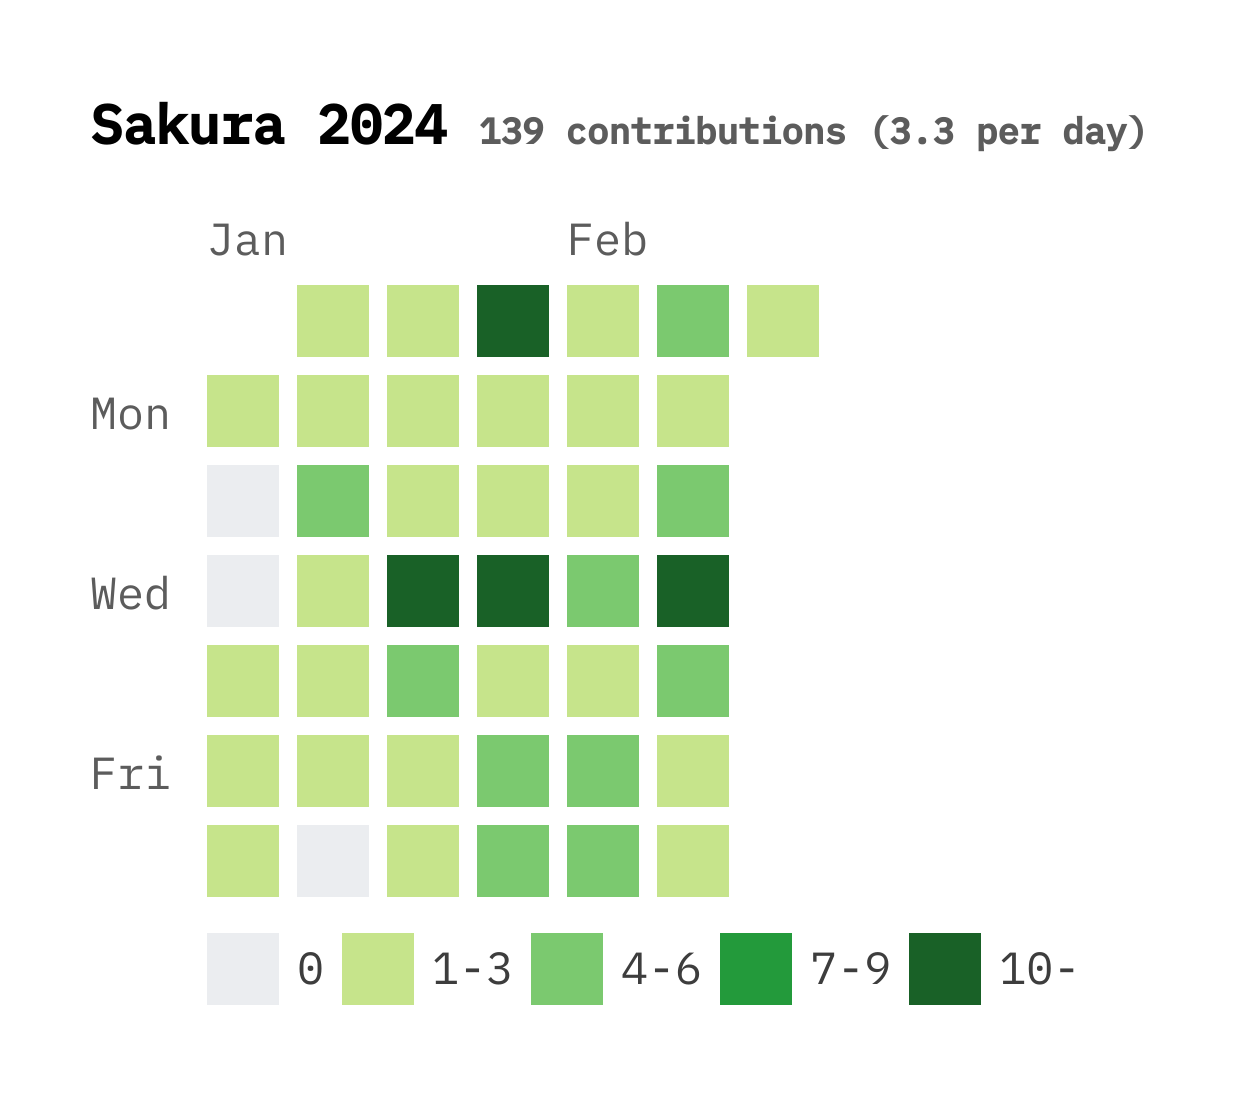 Sakura 2024 139 contributions (3.3 per day)
Jan Feb
Mon
Wed
Fri
0 1-3 4-6 7-9 10-